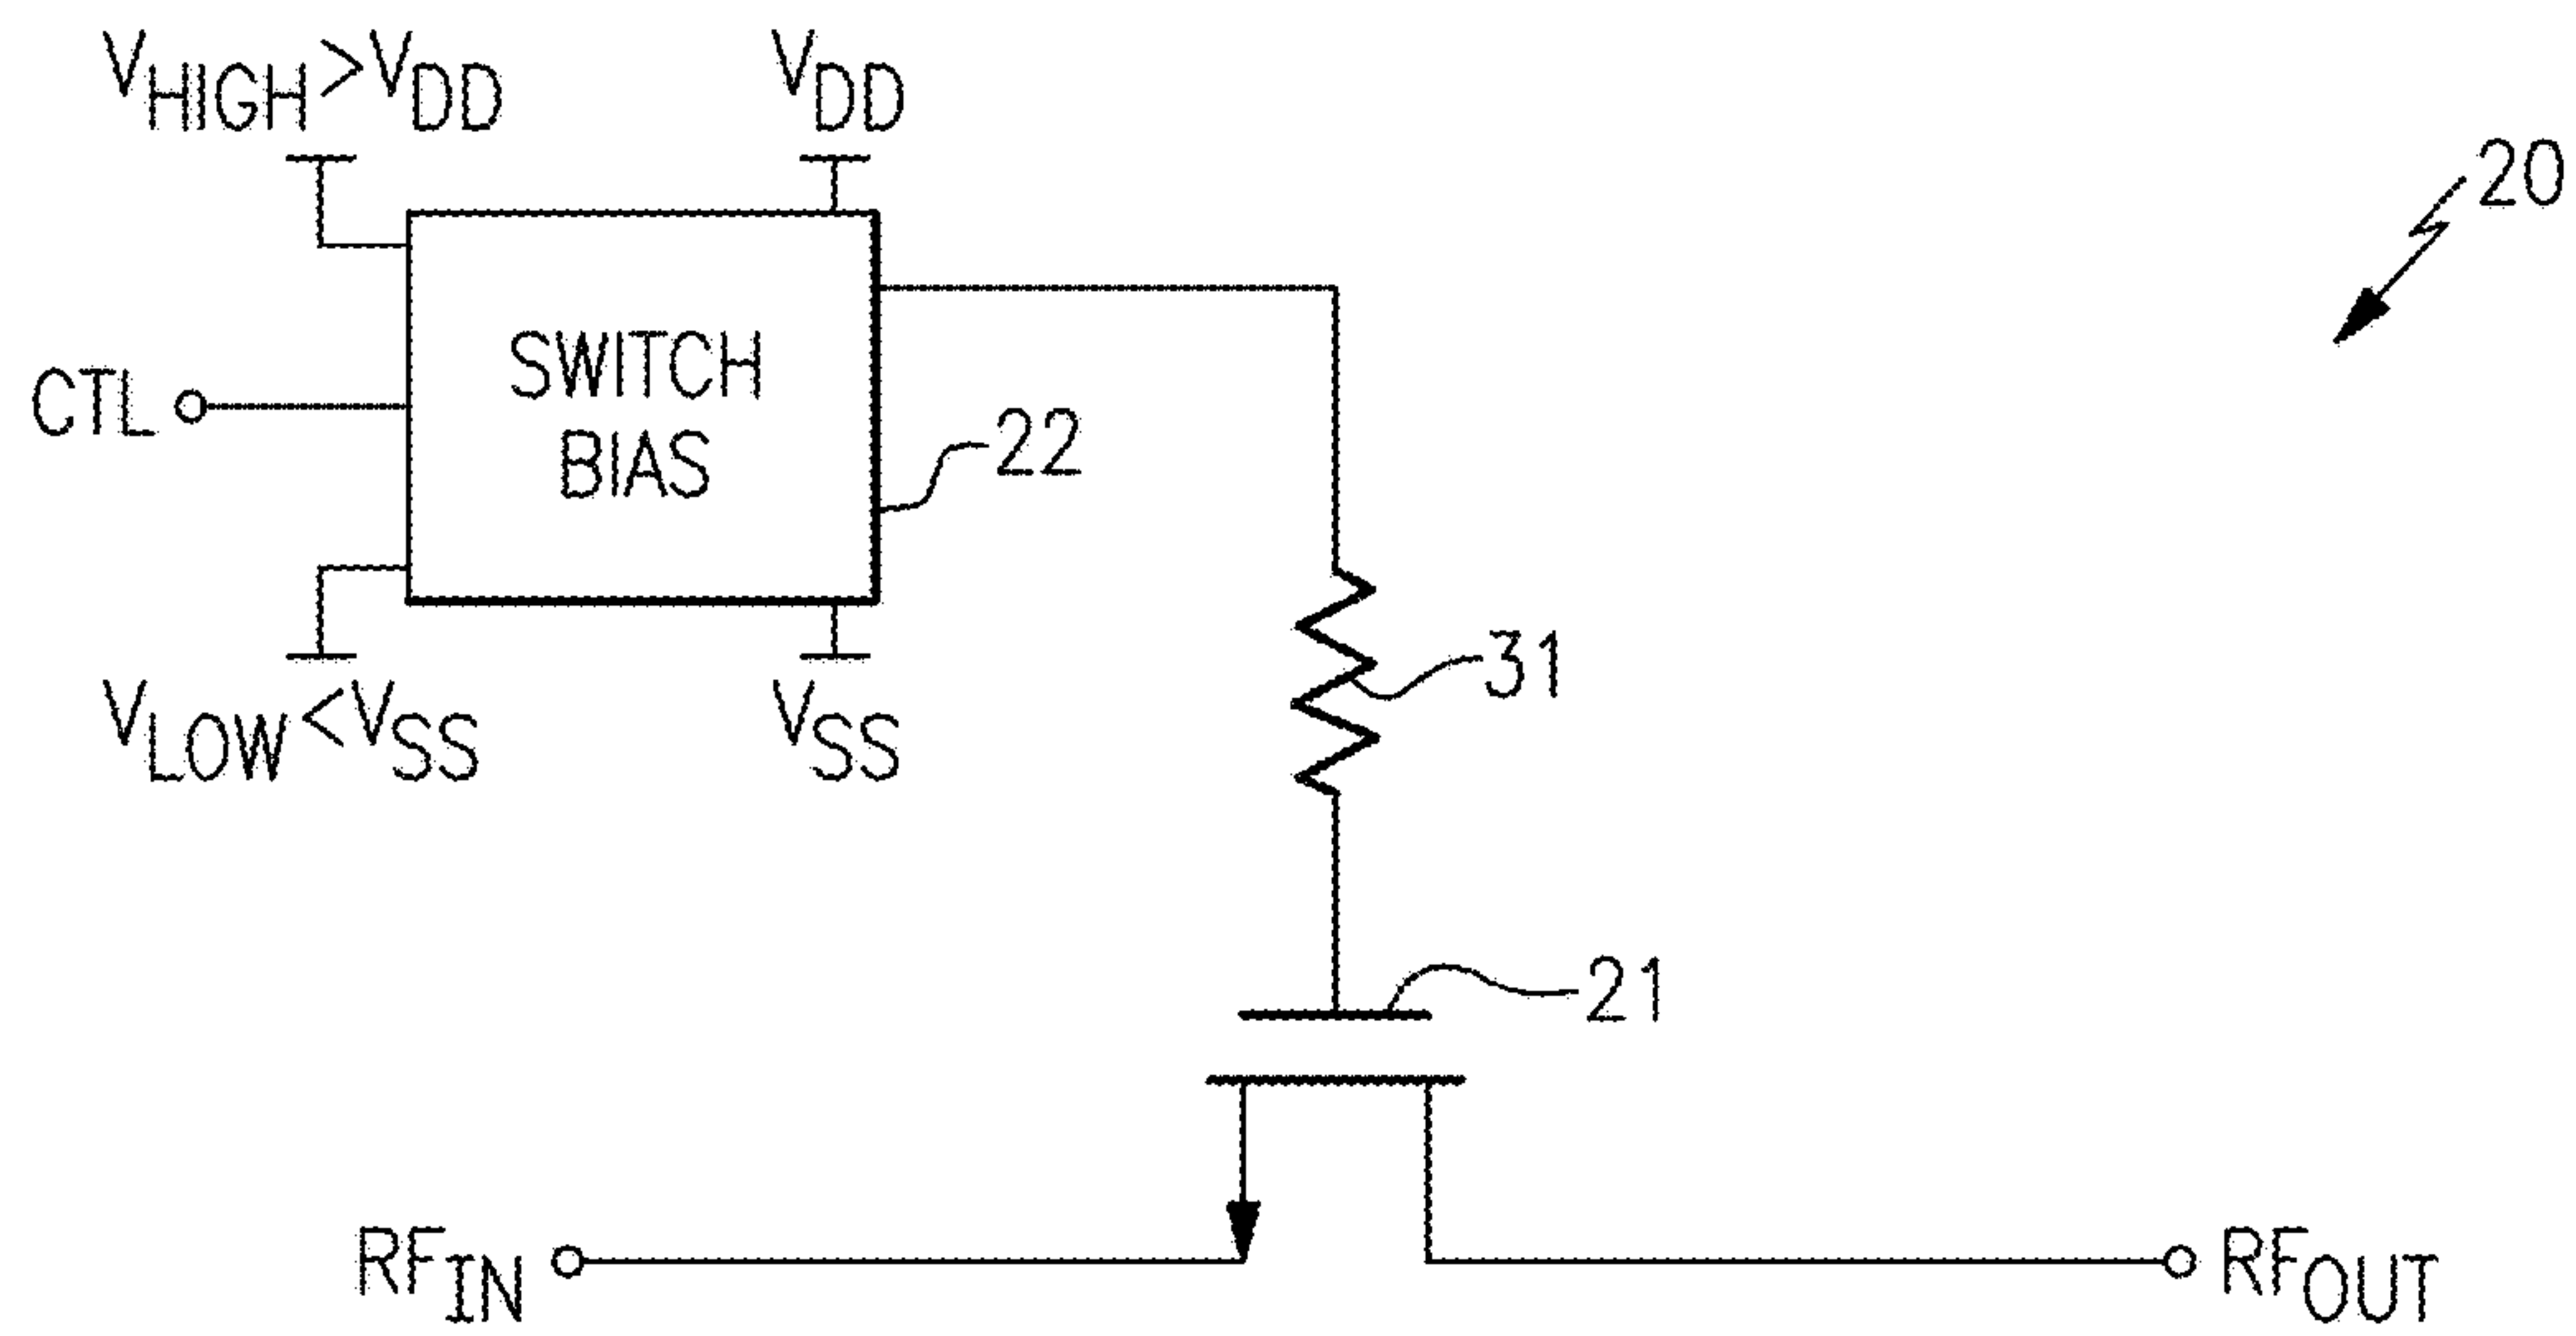 VHIGH>VDD
VDD
20
CTL
SWITCH
BIAS
22
VLOW<VSS
VSS
31
21
RFIN
RFOUT